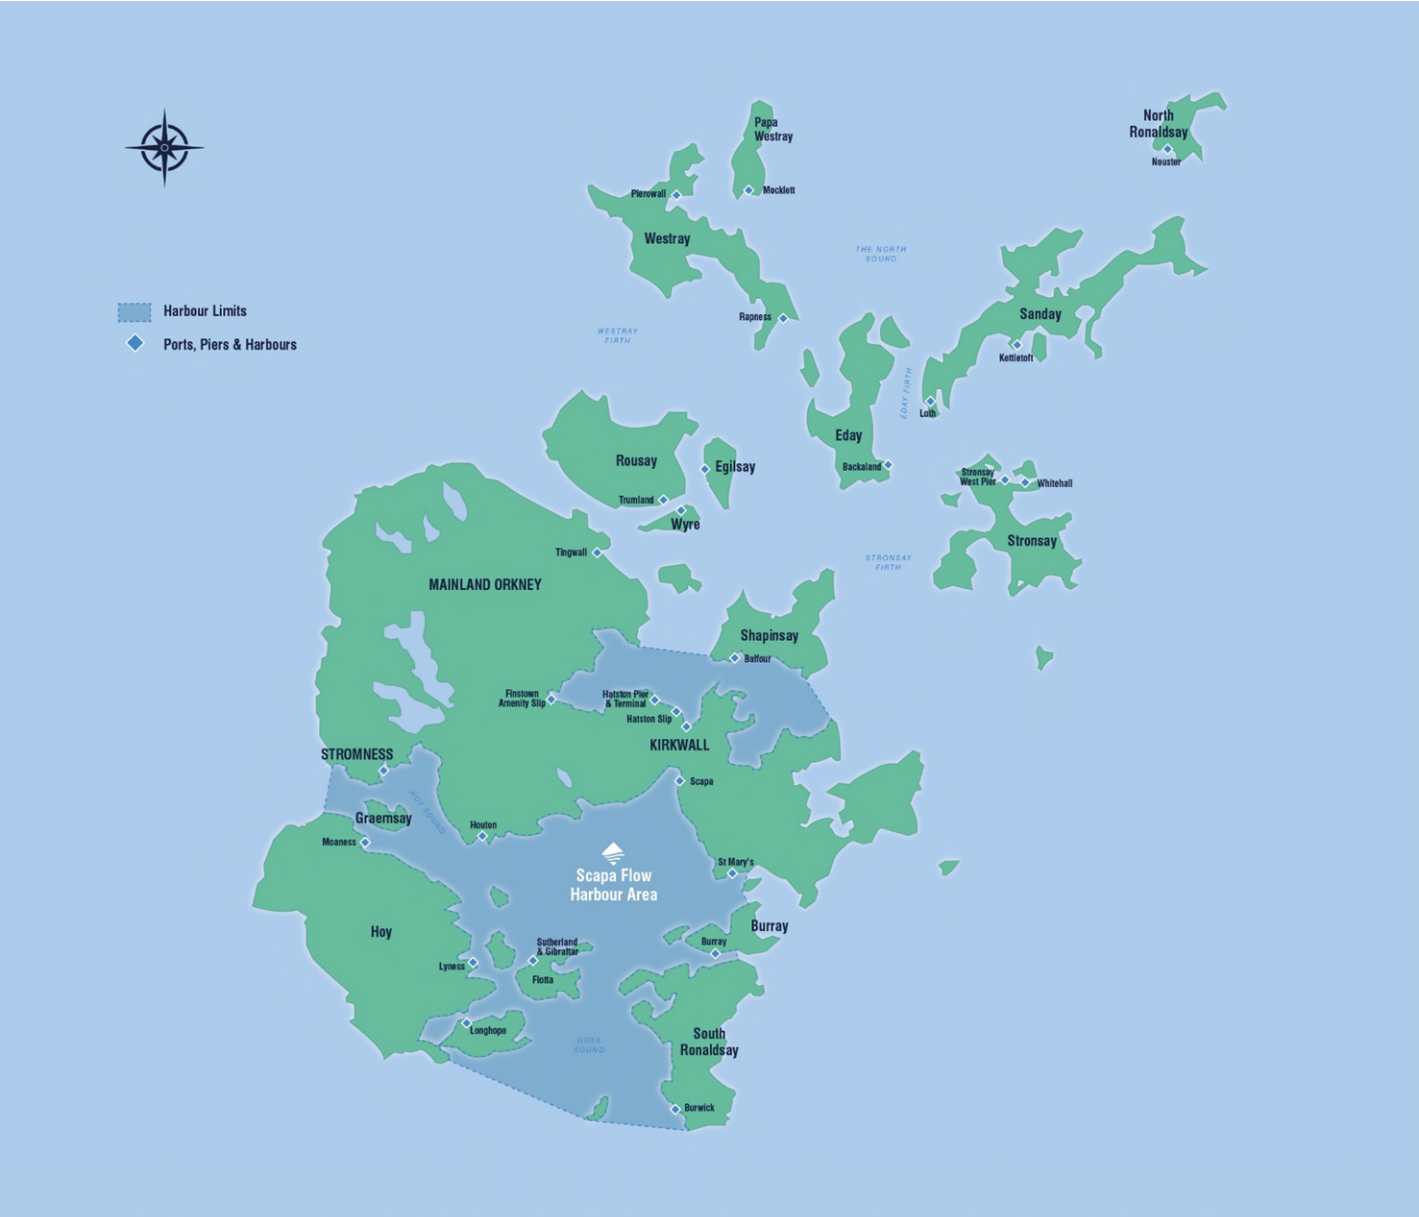 North
Ronaldsay
Nouster
Papa
Westray
Mocklett
Pierowall
Westray
THE NORTH
SOUND
Rapness
WESTRAY
FIRTH
Harbour Limits
Ports, Piers & Harbours
Sanday
Kettletoft
EDAY FIRTH
Loth
Eday
Backaland
Rousay
Egilsay
Trumland
Wyre
Stronsay
West Pier
Whitehall
Stronsay
STRONSAY
FIRTH
Tingwall
MAINLAND ORKNEY
Shapinsay
Balfour
Finstown
Amenity Slip
Hatston Pier
& Terminal
Hatston Slip
KIRKWALL
STROMNESS
Scapa
HOY SOUND
Graemsay
Houton
Moaness
Scapa Flow
Harbour Area
St Mary's
Hoy
Burray
Burray
Sutherland
& Gibraltar
Lyness
Flotta
Longhope
HOXA
SOUND
South
Ronaldsay
Burwick